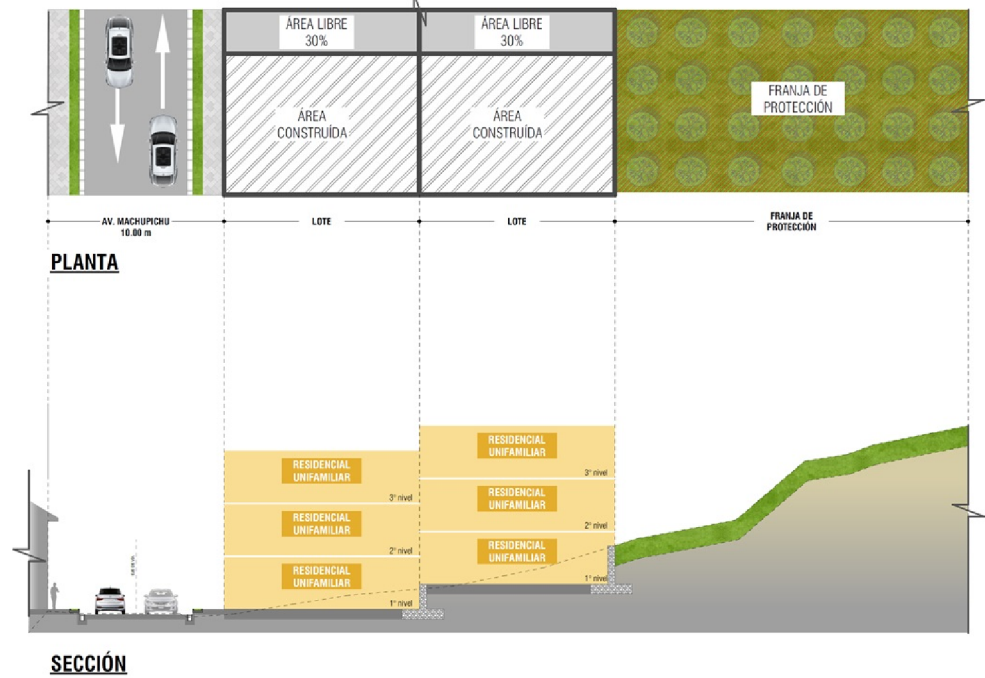 ÁREA LIBRE
30%
ÁREA LIBRE
30%
ÁREA
CONSTRUÍDA
ÁREA
CONSTRUÍDA
FRANJA DE
PROTECCIÓN
AV. MACHUPICHU
10.00 m
LOTE
LOTE
FRANJA DE
PROTECCIÓN
PLANTA
RESIDENCIAL
UNIFAMILIAR
3° nivel
RESIDENCIAL
UNIFAMILIAR
2° nivel
RESIDENCIAL
UNIFAMILIAR
1° nivel
RESIDENCIAL
UNIFAMILIAR
3° nivel
RESIDENCIAL
UNIFAMILIAR
2° nivel
RESIDENCIAL
UNIFAMILIAR
1° nivel
SECCIÓN